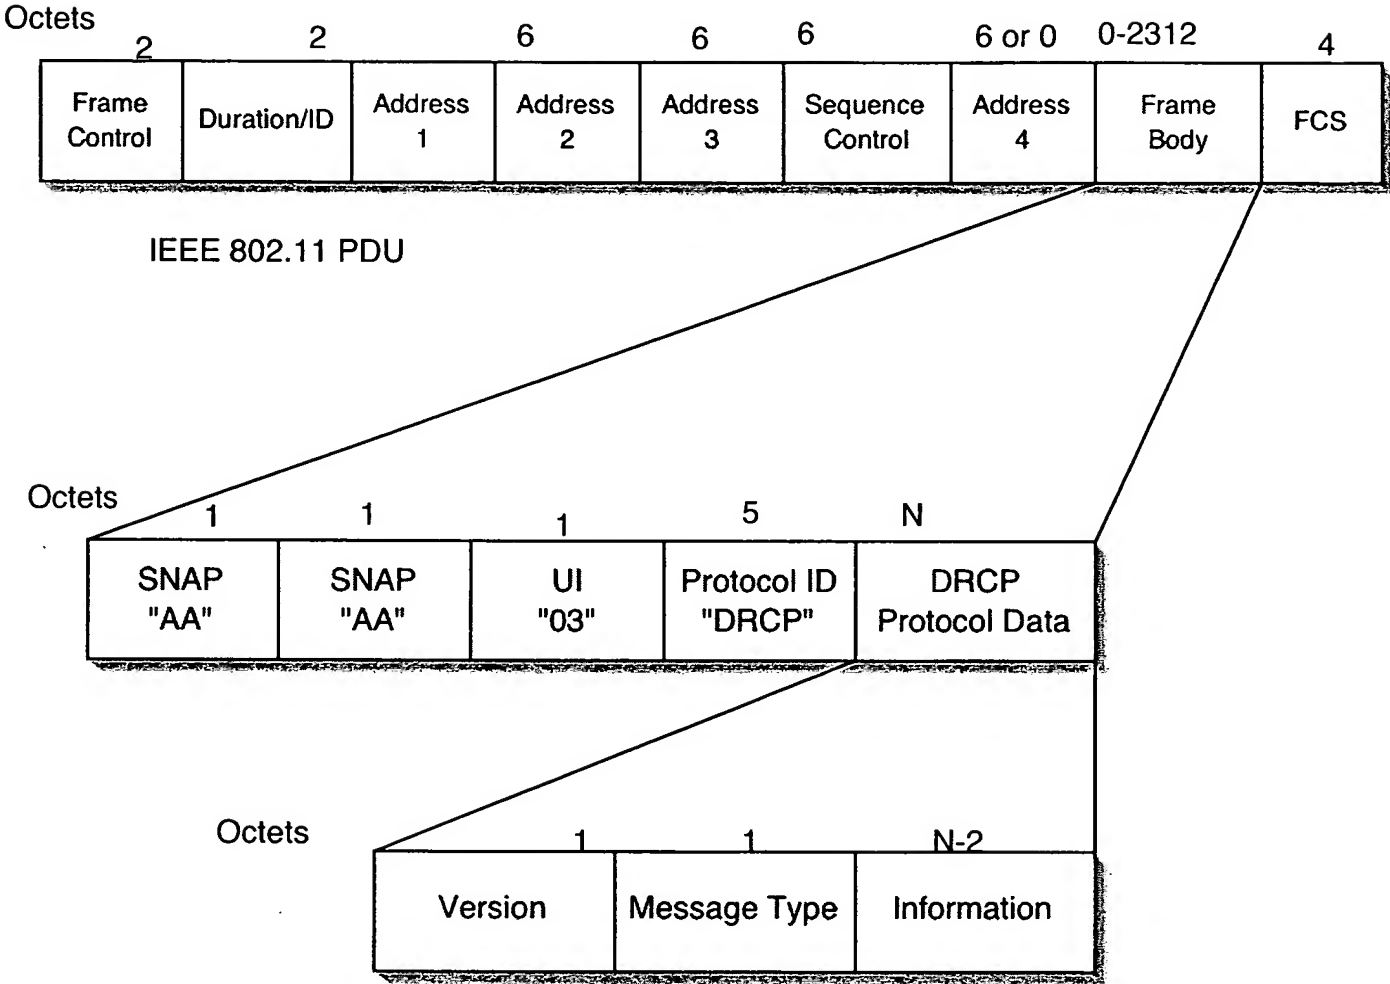 Octets
2 2 6 6 6 6 or 0 0-2312 4
Frame Control
Duration/ID
Address 1
Address 2
Address 3
Sequence Control
Address 4
Frame Body
FCS
IEEE 802.11 PDU
Octets
1 1 1 5 N
SNAP "AA"
SNAP "AA"
UI "03"
Protocol ID "DRCP"
DRCP Protocol Data
Octets
1 1 N-2
Version
Message Type
Information